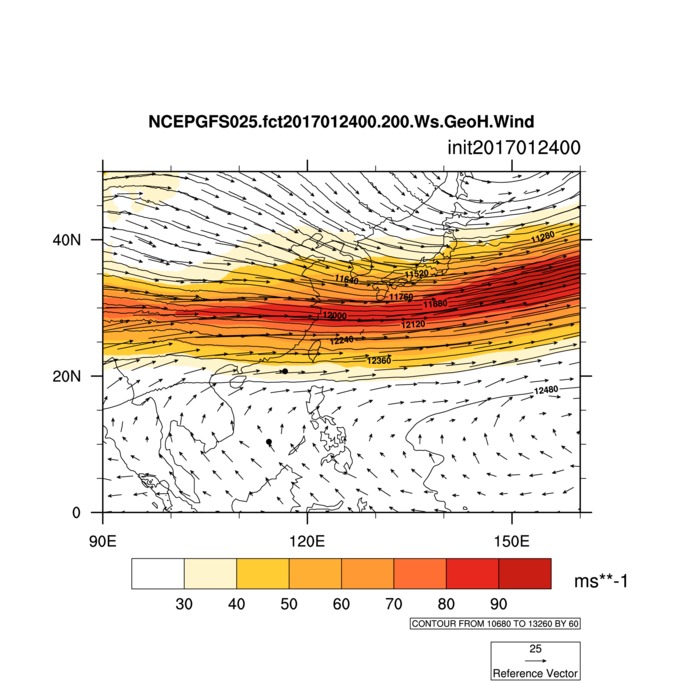 NCEPGFS025.fct2017012400.200.Ws.GeoH.Wind
init2017012400
40N
20N
0
11280
11640
11520
11760
11880
12000
12120
12240
12360
12480
90E 120E 150E
30 40 50 60 70 80 90
ms**-1
CONTOUR FROM 10680 TO 13260 BY 60
25
Reference Vector